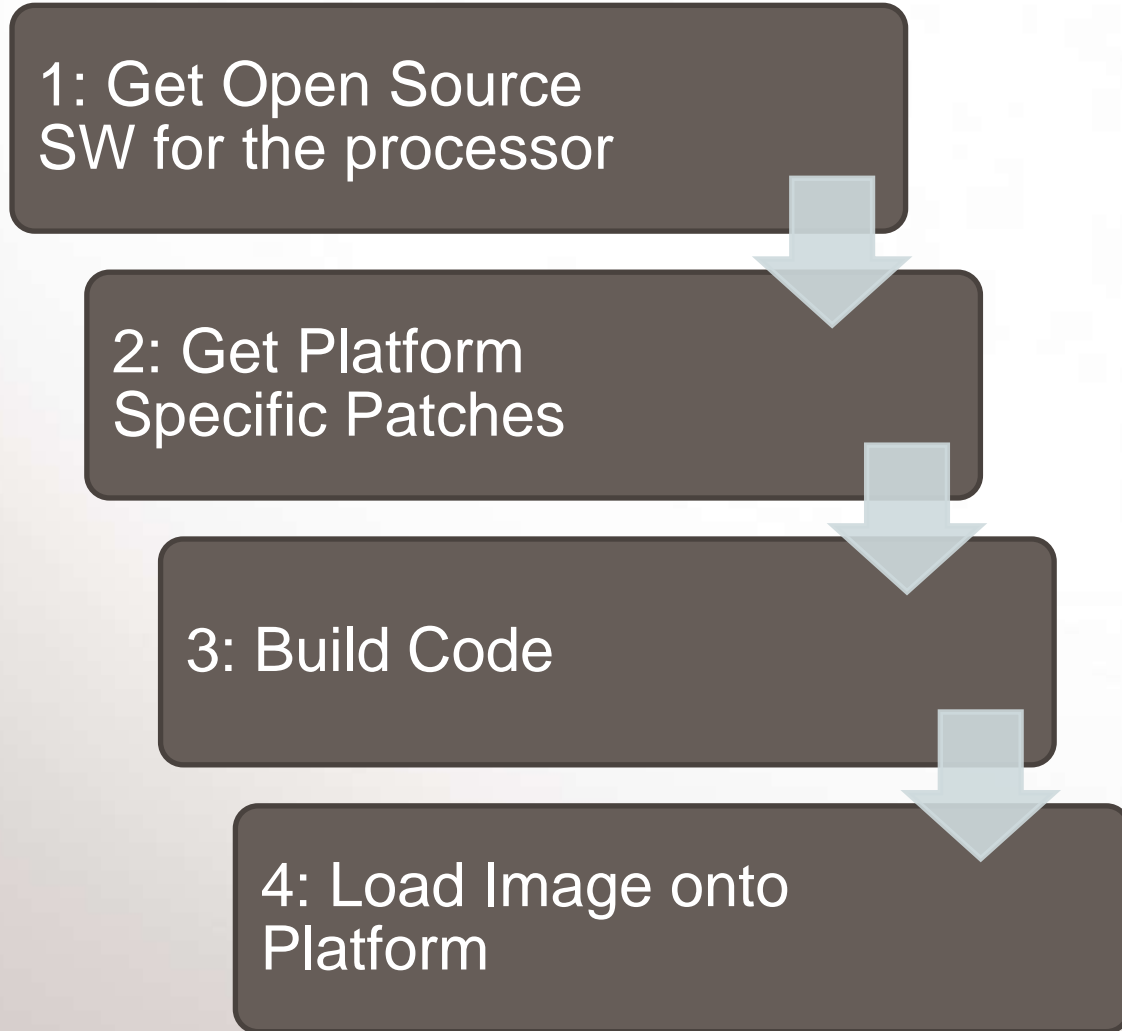 1: Get Open Source
SW for the processor
2: Get Platform
Specific Patches
3: Build Code
4: Load Image onto
Platform